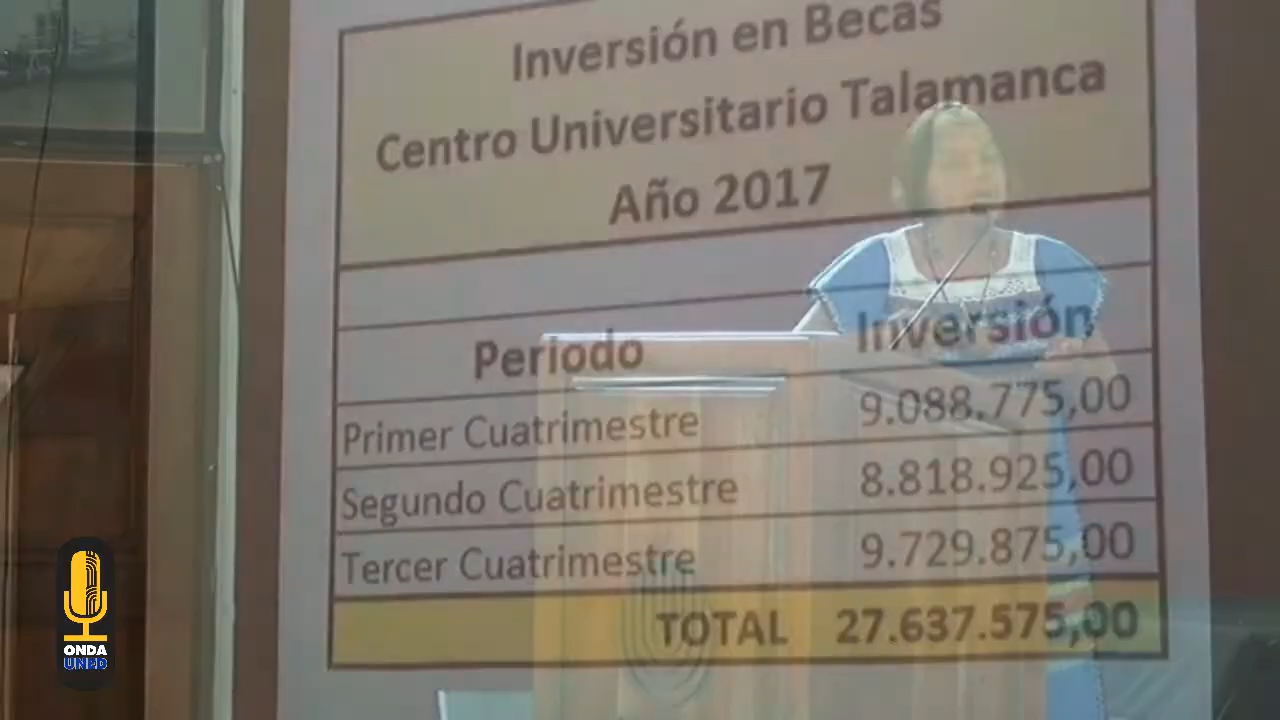 Inversión en Becas
Centro Universitario Talamanca
Año 2017
Periodo Inversión
Primer Cuatrimestre 9.088.775,00
Segundo Cuatrimestre 8.818.925,00
Tercer Cuatrimestre 9.729.875,00
TOTAL 27.637.575,00
ONDA
UNED